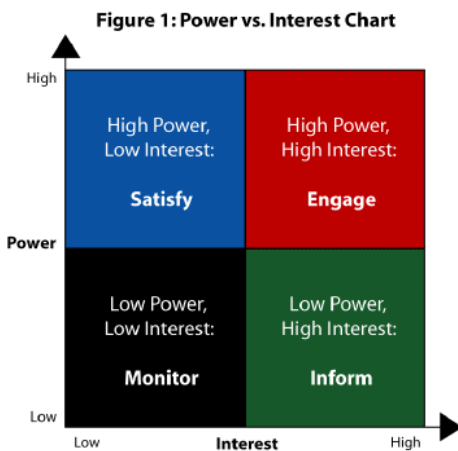 Figure 1: Power vs. Interest Chart
High
High Power,
Low Interest:
Satisfy
High Power,
High Interest:
Engage
Power
Low Power,
Low Interest:
Monitor
Low Power,
High Interest:
Inform
Low
Low
Interest
High